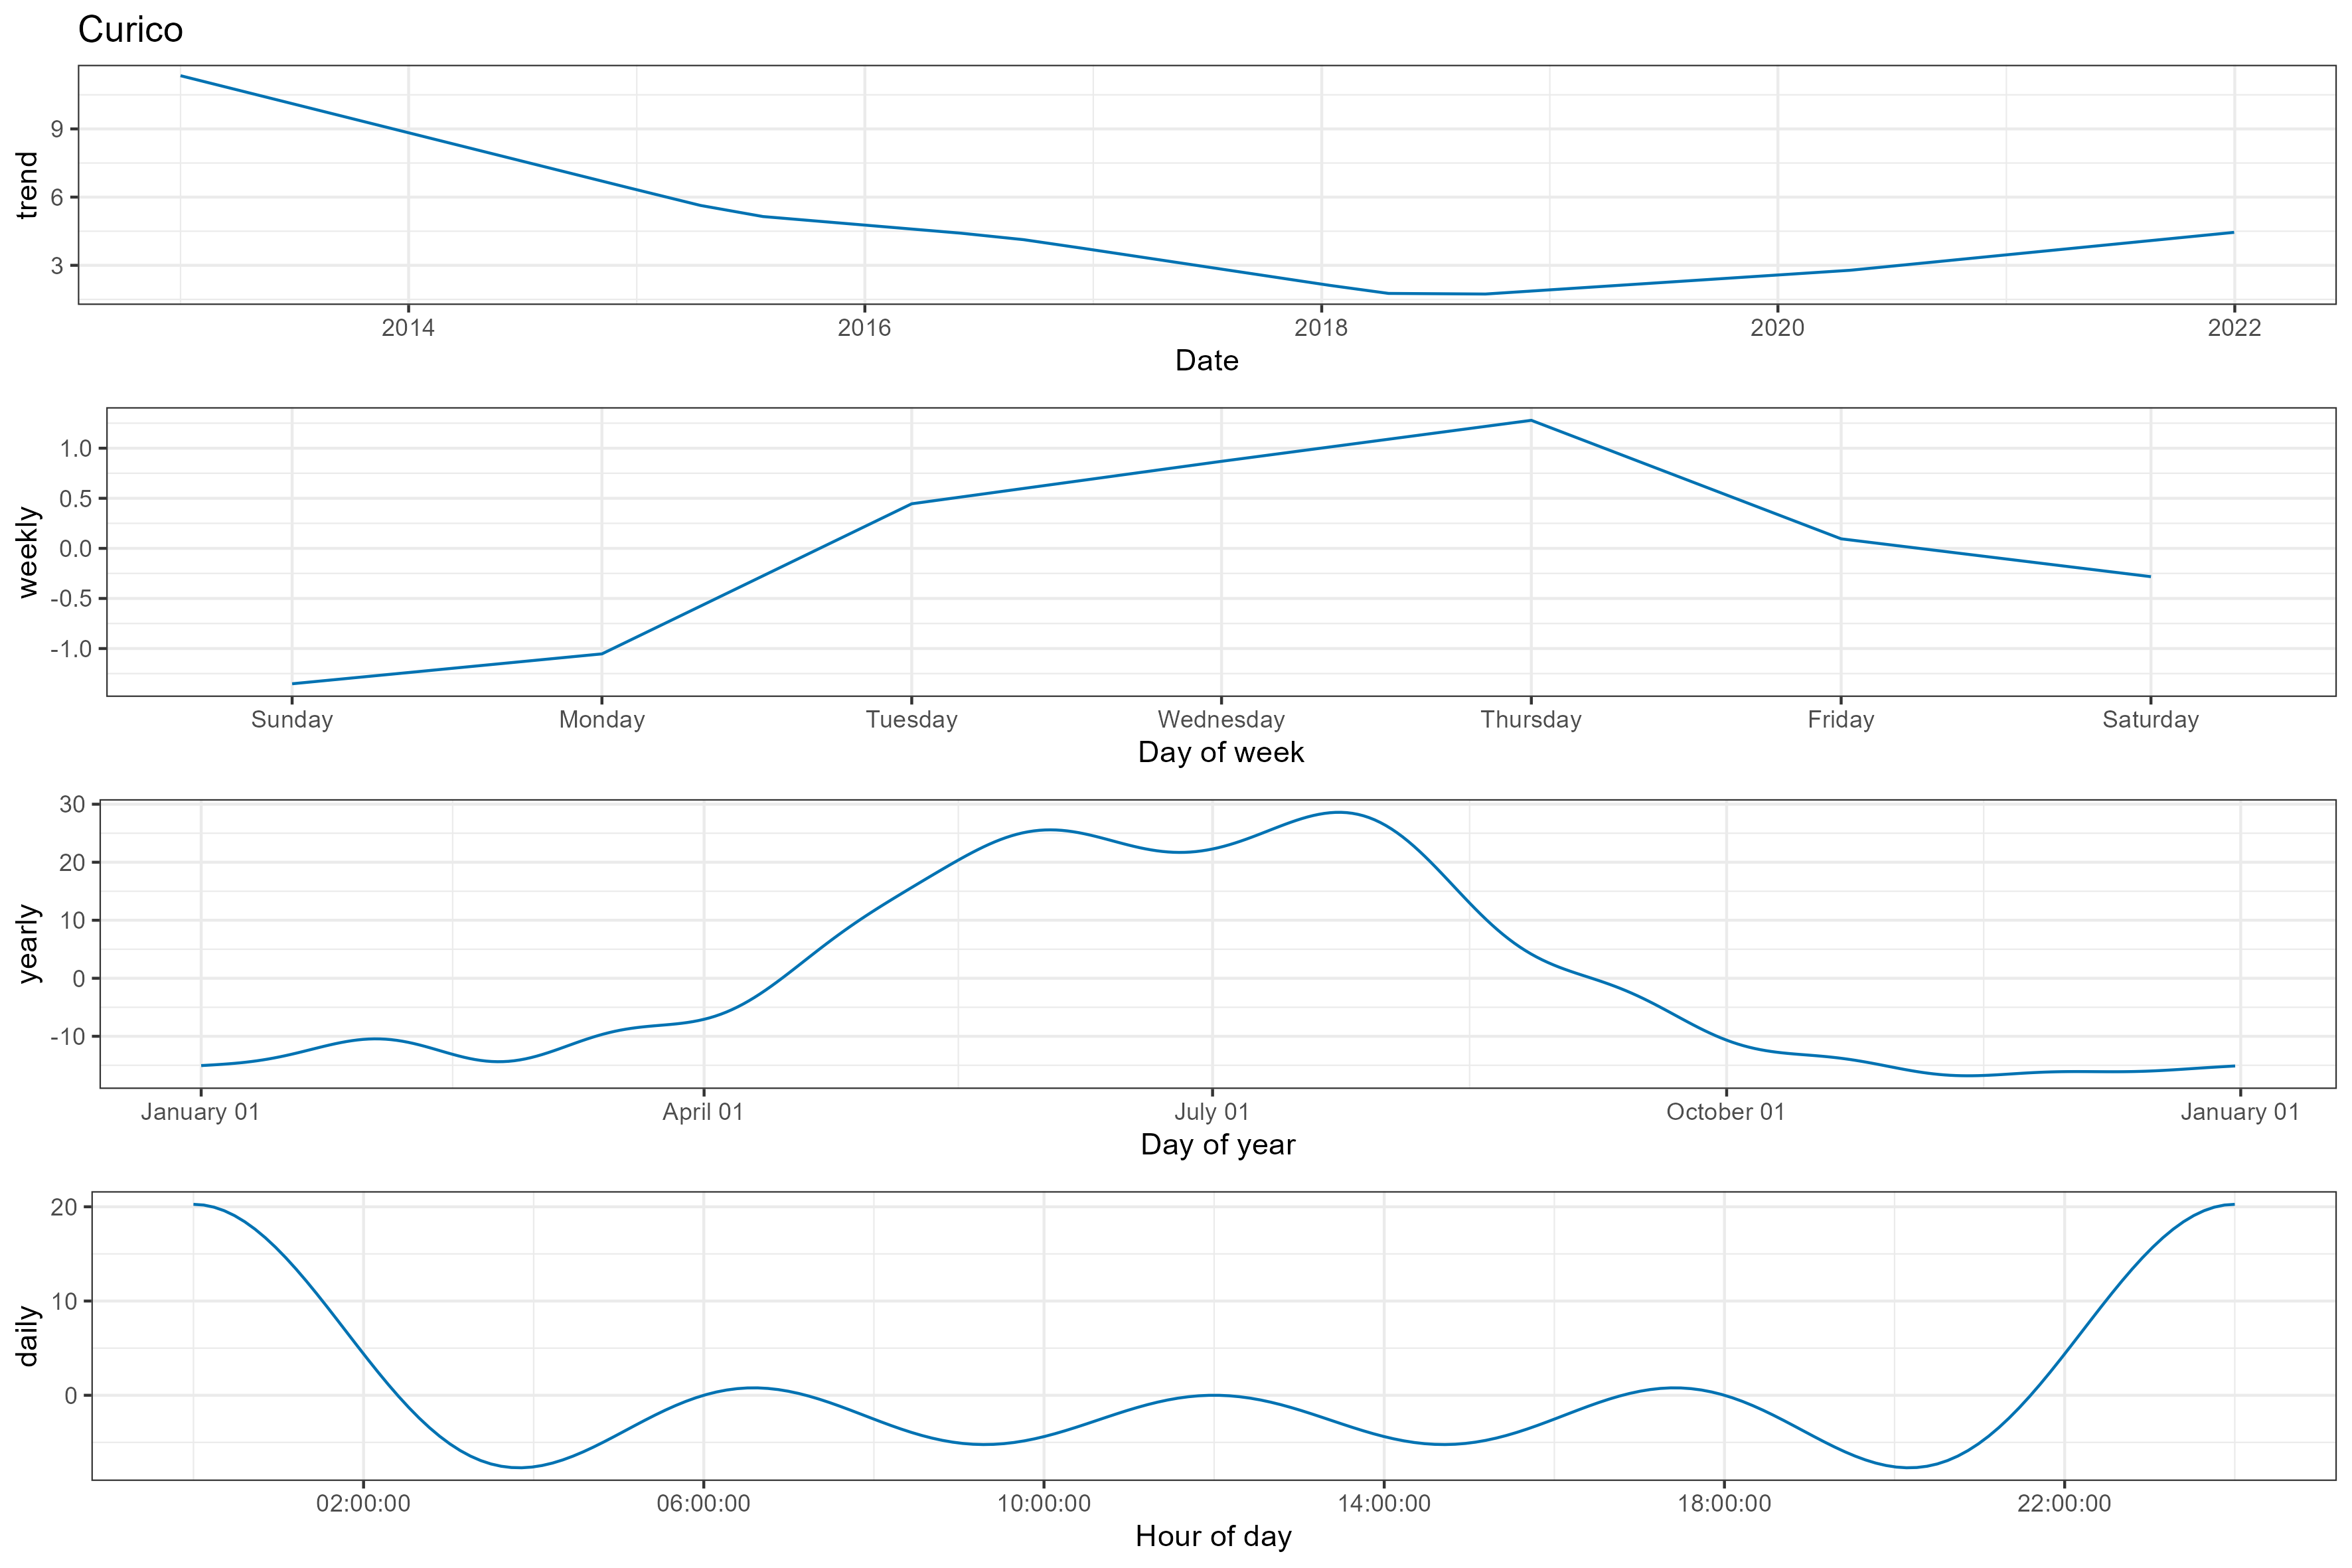 Curico
trend
9
6
3
2014 2016 2018 2020 2022
Date
weekly
1.0
0.5
0.0
-0.5
-1.0
Sunday Monday Tuesday Wednesday Thursday Friday Saturday
Day of week
yearly
30
20
10
0
-10
January 01 April 01 July 01 October 01 January 01
Day of year
daily
20
10
0
02:00:00 06:00:00 10:00:00 14:00:00 18:00:00 22:00:00
Hour of day